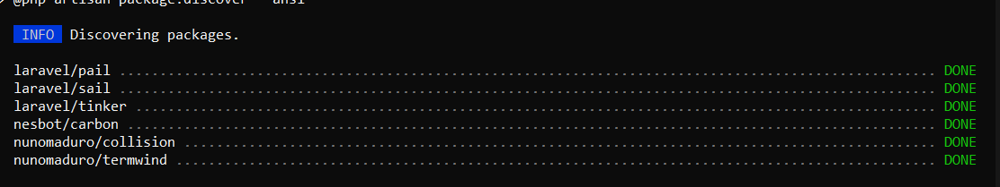 > @php artisan package:discover --ansi
INFO Discovering packages.
laravel/pail ..................................................................................................... DONE
laravel/sail ..................................................................................................... DONE
laravel/tinker ................................................................................................... DONE
nesbot/carbon .................................................................................................... DONE
nunomaduro/collision ............................................................................................. DONE
nunomaduro/termwind .............................................................................................. DONE